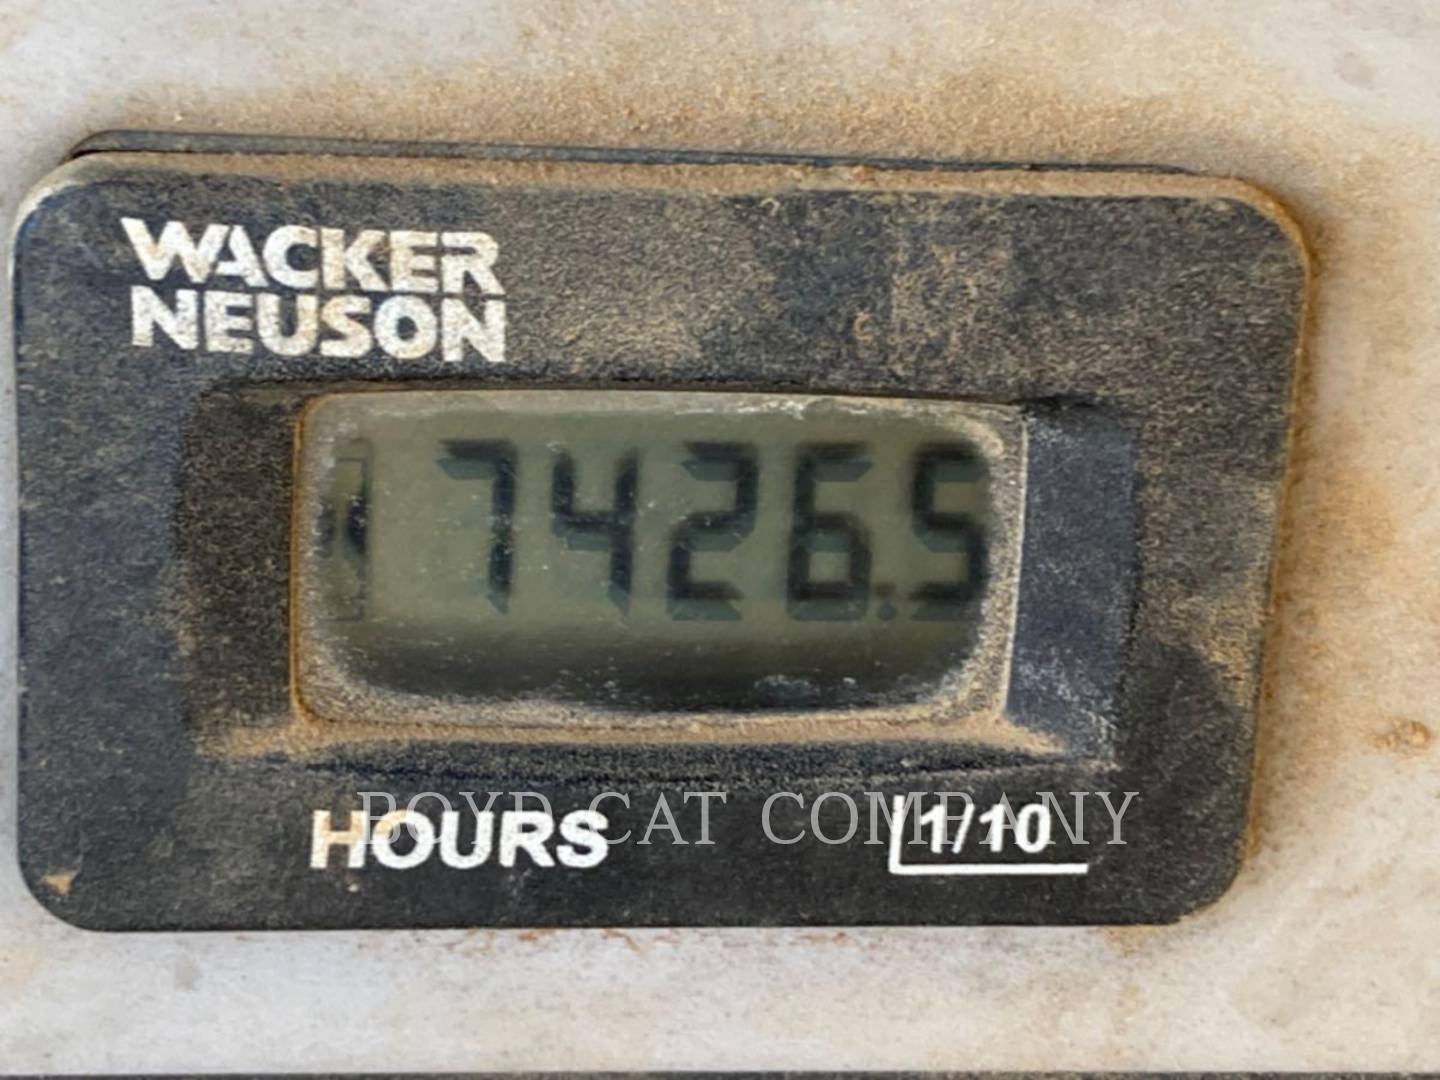 WACKER
NEUSON
7426.5
HOURS 1/10
BOYD CAT COMPANY